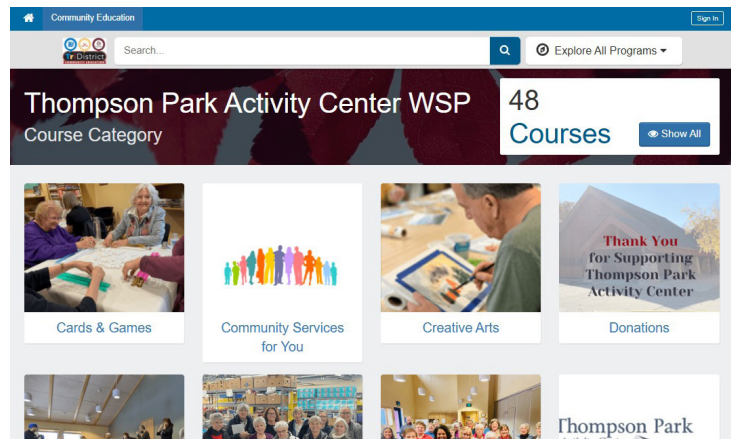 Community Education
Sign In
Tri District
Search...
Explore All Programs
Thompson Park Activity Center WSP
Course Category
48
Courses
Show All
Thank You
for Supporting
Thompson Park
Activity Center
Cards & Games
Community Services
for You
Creative Arts
Donations
Thompson Park